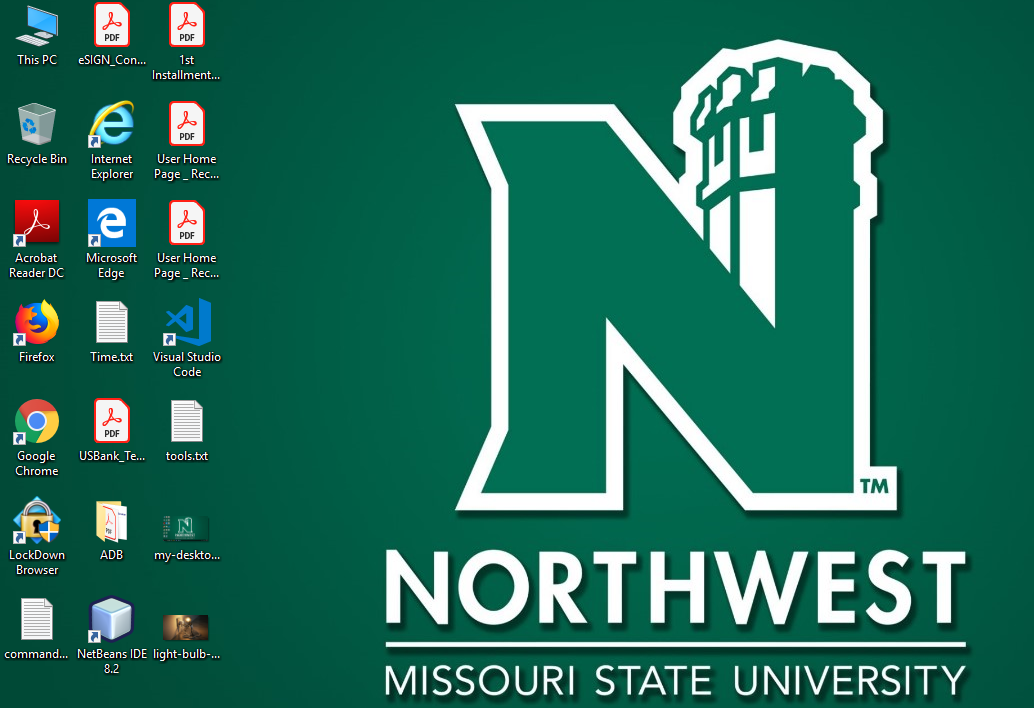 This PC
eSIGN_Con...
1st
Installment...
Recycle Bin
Internet
Explorer
User Home
Page _ Rec...
Acrobat
Reader DC
Microsoft
Edge
User Home
Page _ Rec...
Firefox
Time.txt
Visual Studio
Code
Google
Chrome
USBank_Te...
tools.txt
LockDown
Browser
ADB
my-deskto...
command...
NetBeans IDE
8.2
light-bulb-...
PDF
PDF
PDF
PDF
PDF
N
TM
NORTHWEST
MISSOURI STATE UNIVERSITY